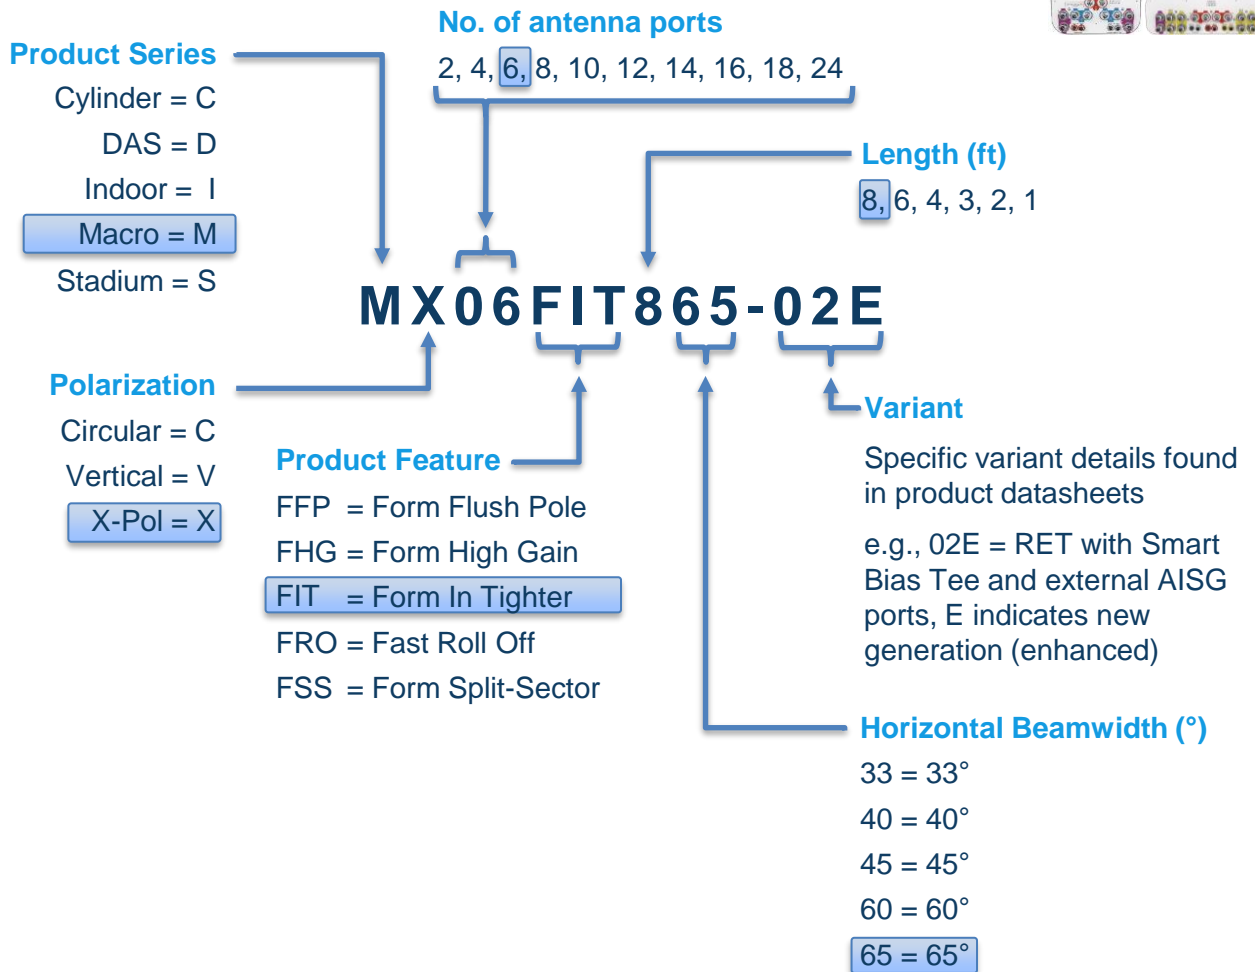 No. of antenna ports
2, 4, 6, 8, 10, 12, 14, 16, 18, 24
Product Series
Cylinder = C
DAS = D
Indoor = I
Macro = M
Stadium = S
Length (ft)
8, 6, 4, 3, 2, 1
MX06FIT865-02E
Polarization
Circular = C
Vertical = V
X-Pol = X
Product Feature
FFP = Form Flush Pole
FHG = Form High Gain
FIT = Form In Tighter
FRO = Fast Roll Off
FSS = Form Split-Sector
Variant
Specific variant details found
in product datasheets
e.g., 02E = RET with Smart
Bias Tee and external AISG
ports, E indicates new
generation (enhanced)
Horizontal Beamwidth (°)
33 = 33°
40 = 40°
45 = 45°
60 = 60°
65 = 65°